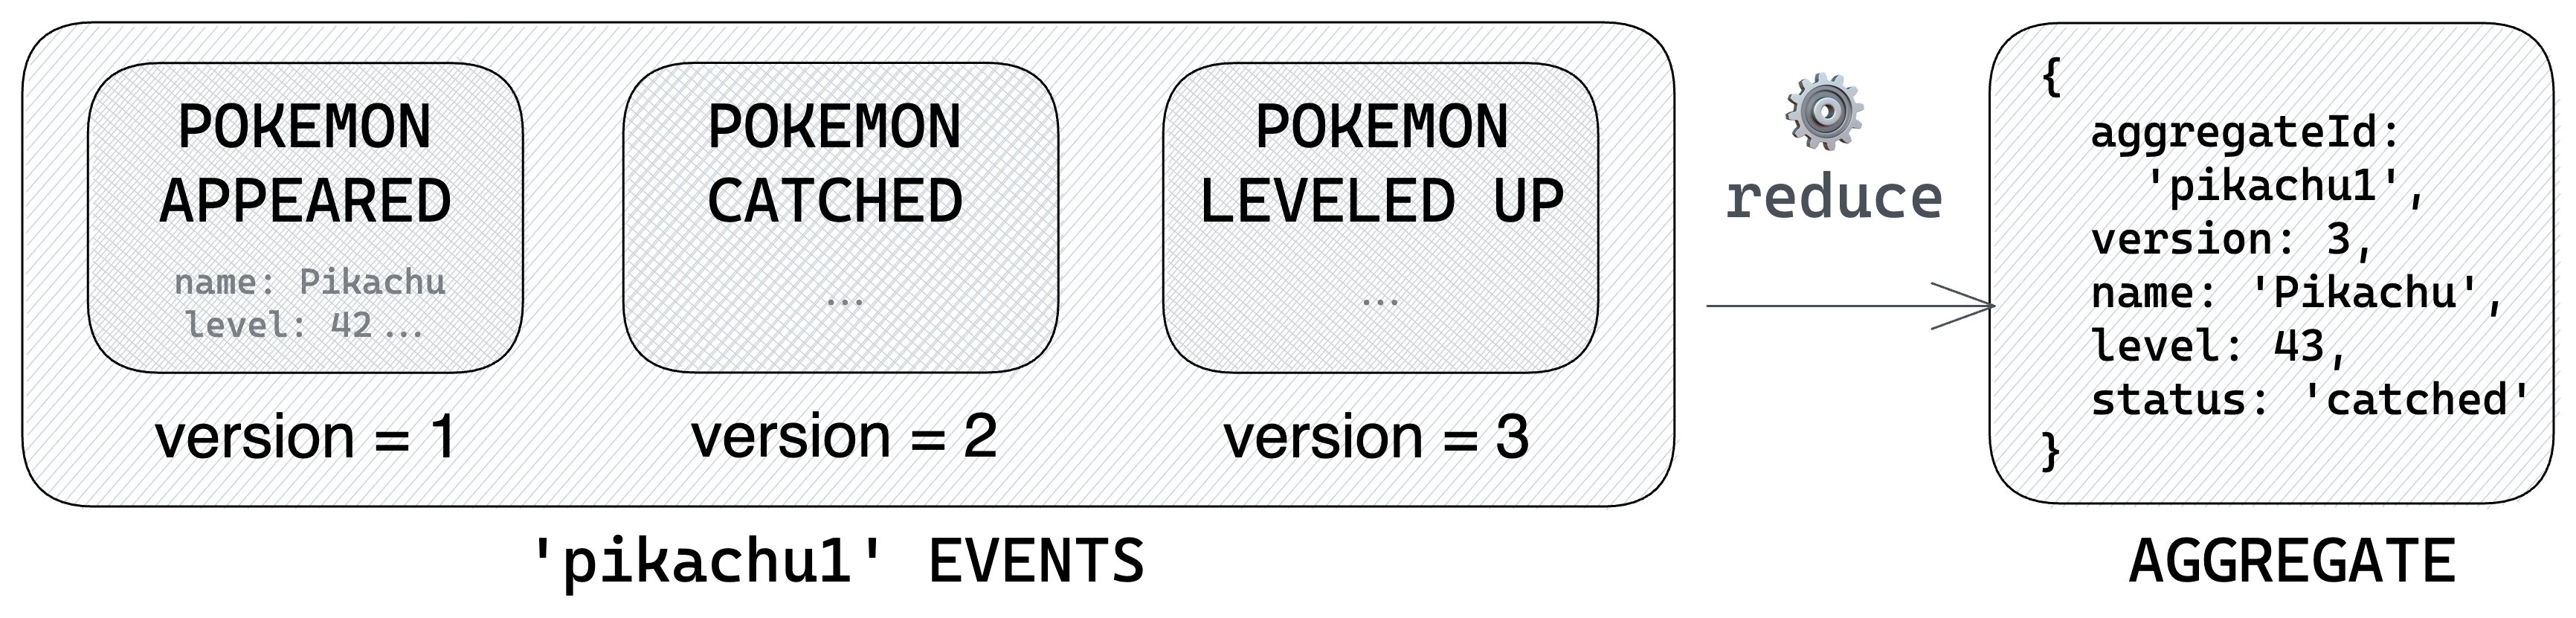 POKEMON
APPEARED
name: Pikachu
level: 42 ...
version = 1
POKEMON
CATCHED
...
version = 2
POKEMON
LEVELED UP
...
version = 3
'pikachu1' EVENTS
reduce
{
aggregateId:
'pikachu1',
version: 3,
name: 'Pikachu',
level: 43,
status: 'catched'
}
AGGREGATE